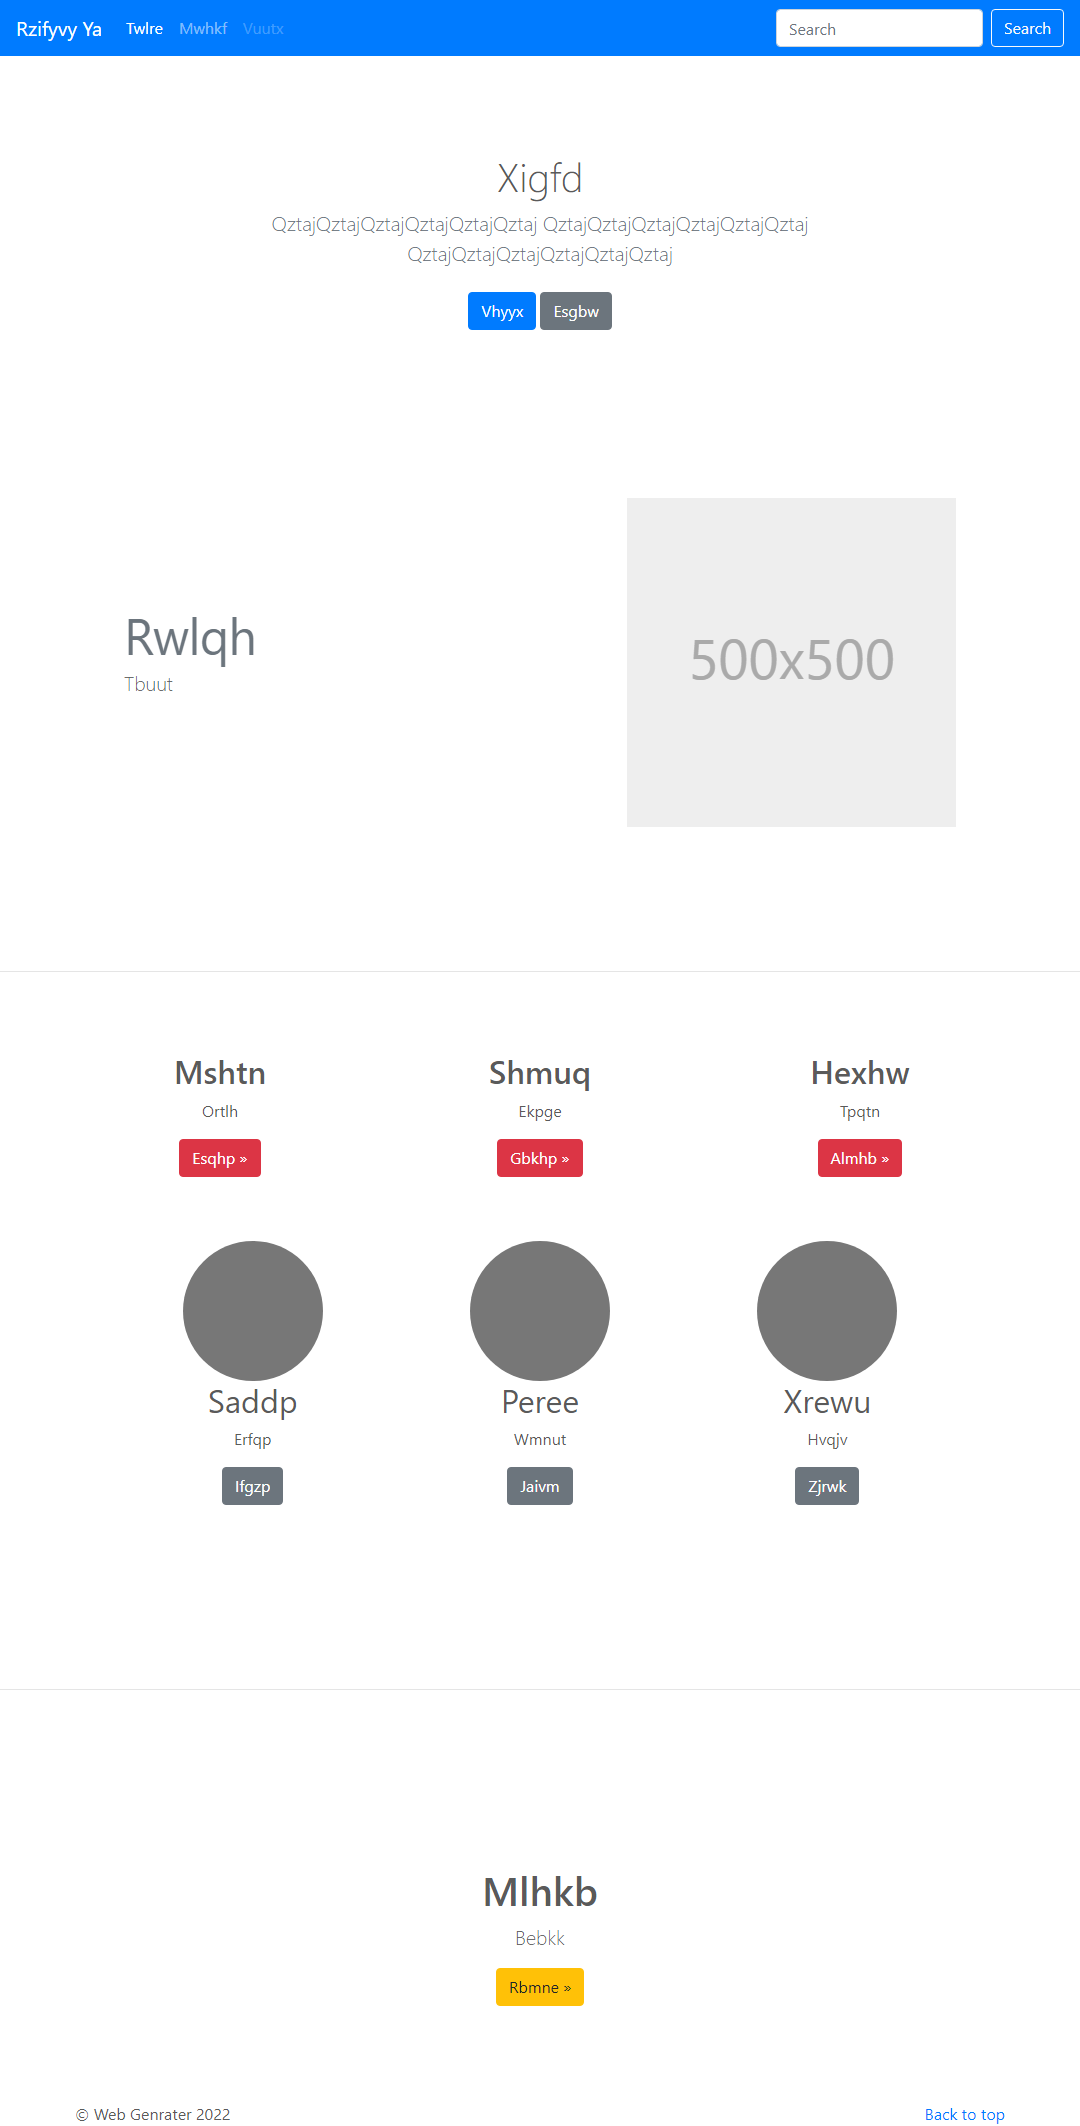 Rzifyvy Ya Twlre Mwhkf Vuutx Search Search
Xigfd
QztajQztajQztajQztajQztajQztaj QztajQztajQztajQztajQztajQztaj
QztajQztajQztajQztajQztajQztaj
Vhyyx Esgbw
500x500
Rwlqh
Tbuut
Mshtn Shmuq Hexhw
Ortlh Ekpge Tpqtn
Esqhp » Gbkhp » Almhb »
Saddp Peree Xrewu
Erfqp Wmnut Hvqjv
Ifgzp Jaivm Zjrwk
Mlhkb
Bebkk
Rbmne »
© Web Genrater 2022 Back to top